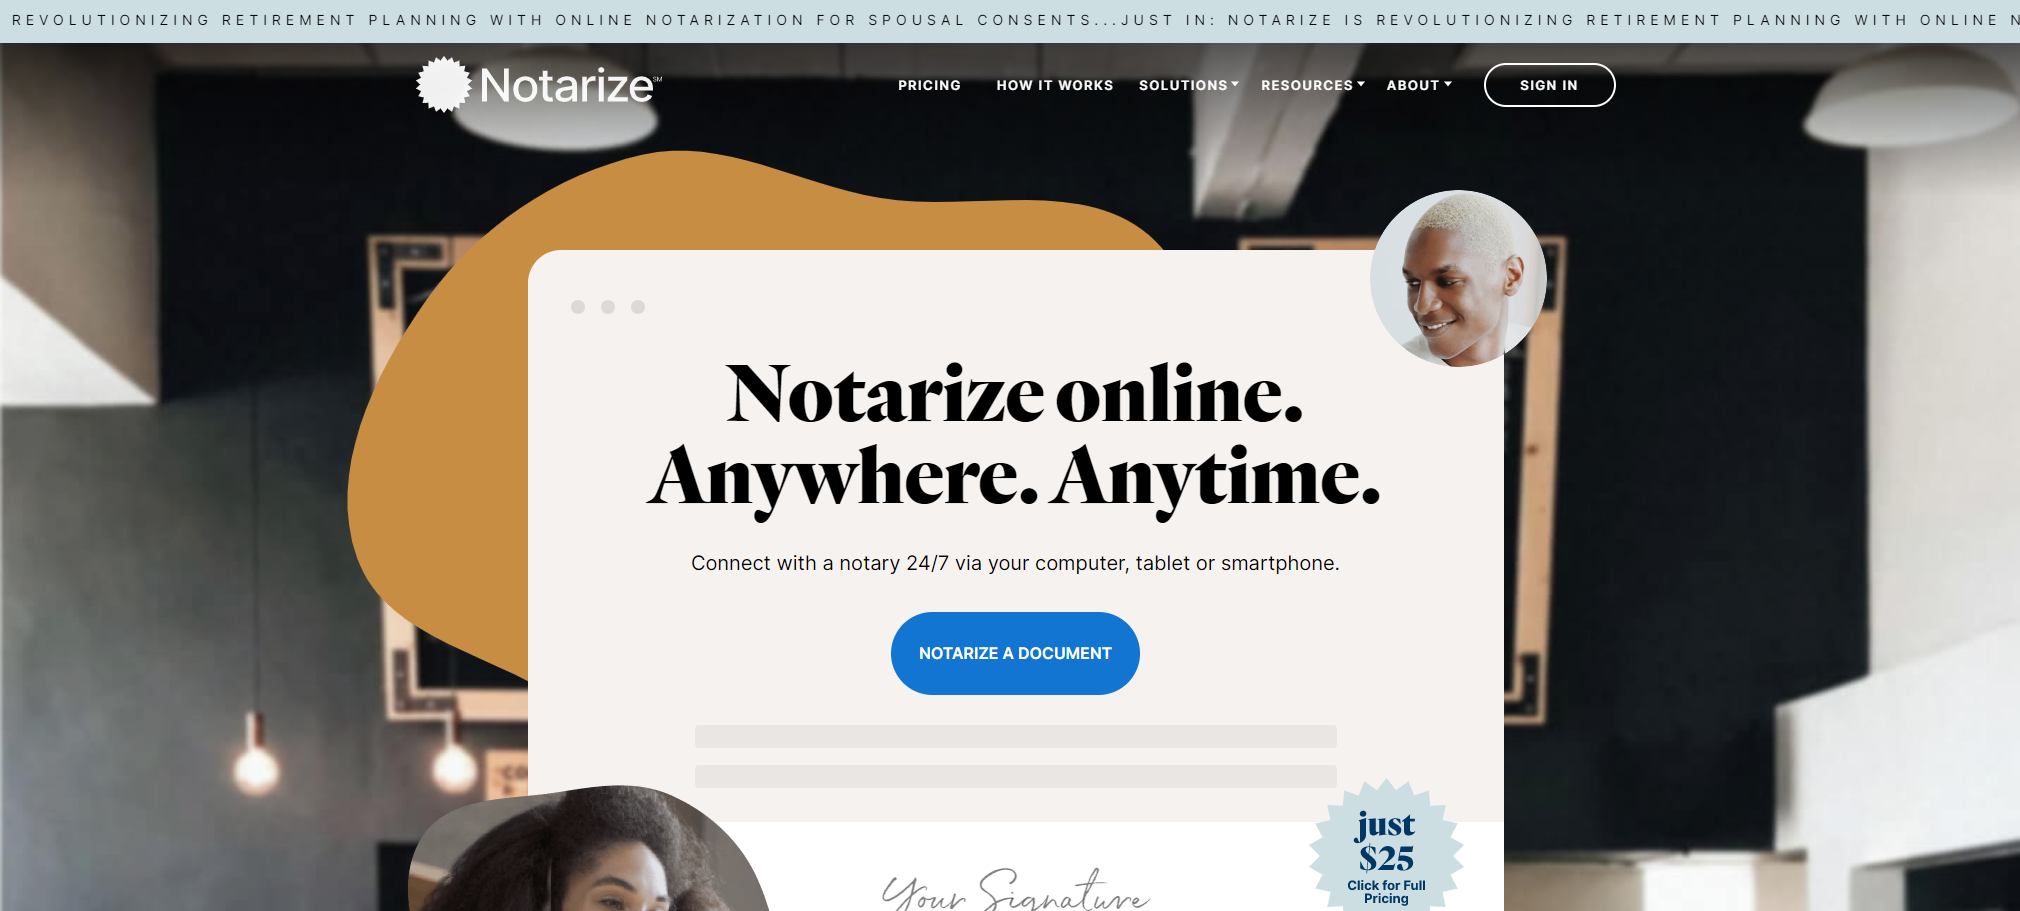 REVOLUTIONIZING RETIREMENT PLANNING WITH ONLINE NOTARIZATION FOR SPOUSAL CONSENTS...JUST IN: NOTARIZE IS REVOLUTIONIZING RETIREMENT PLANNING WITH ONLINE
Notarize℠
PRICING HOW IT WORKS SOLUTIONS RESOURCES ABOUT SIGN IN
Notarize online.
Anywhere. Anytime.
Connect with a notary 24/7 via your computer, tablet or smartphone.
NOTARIZE A DOCUMENT
just
$25
Click for Full
Pricing
Your Signature